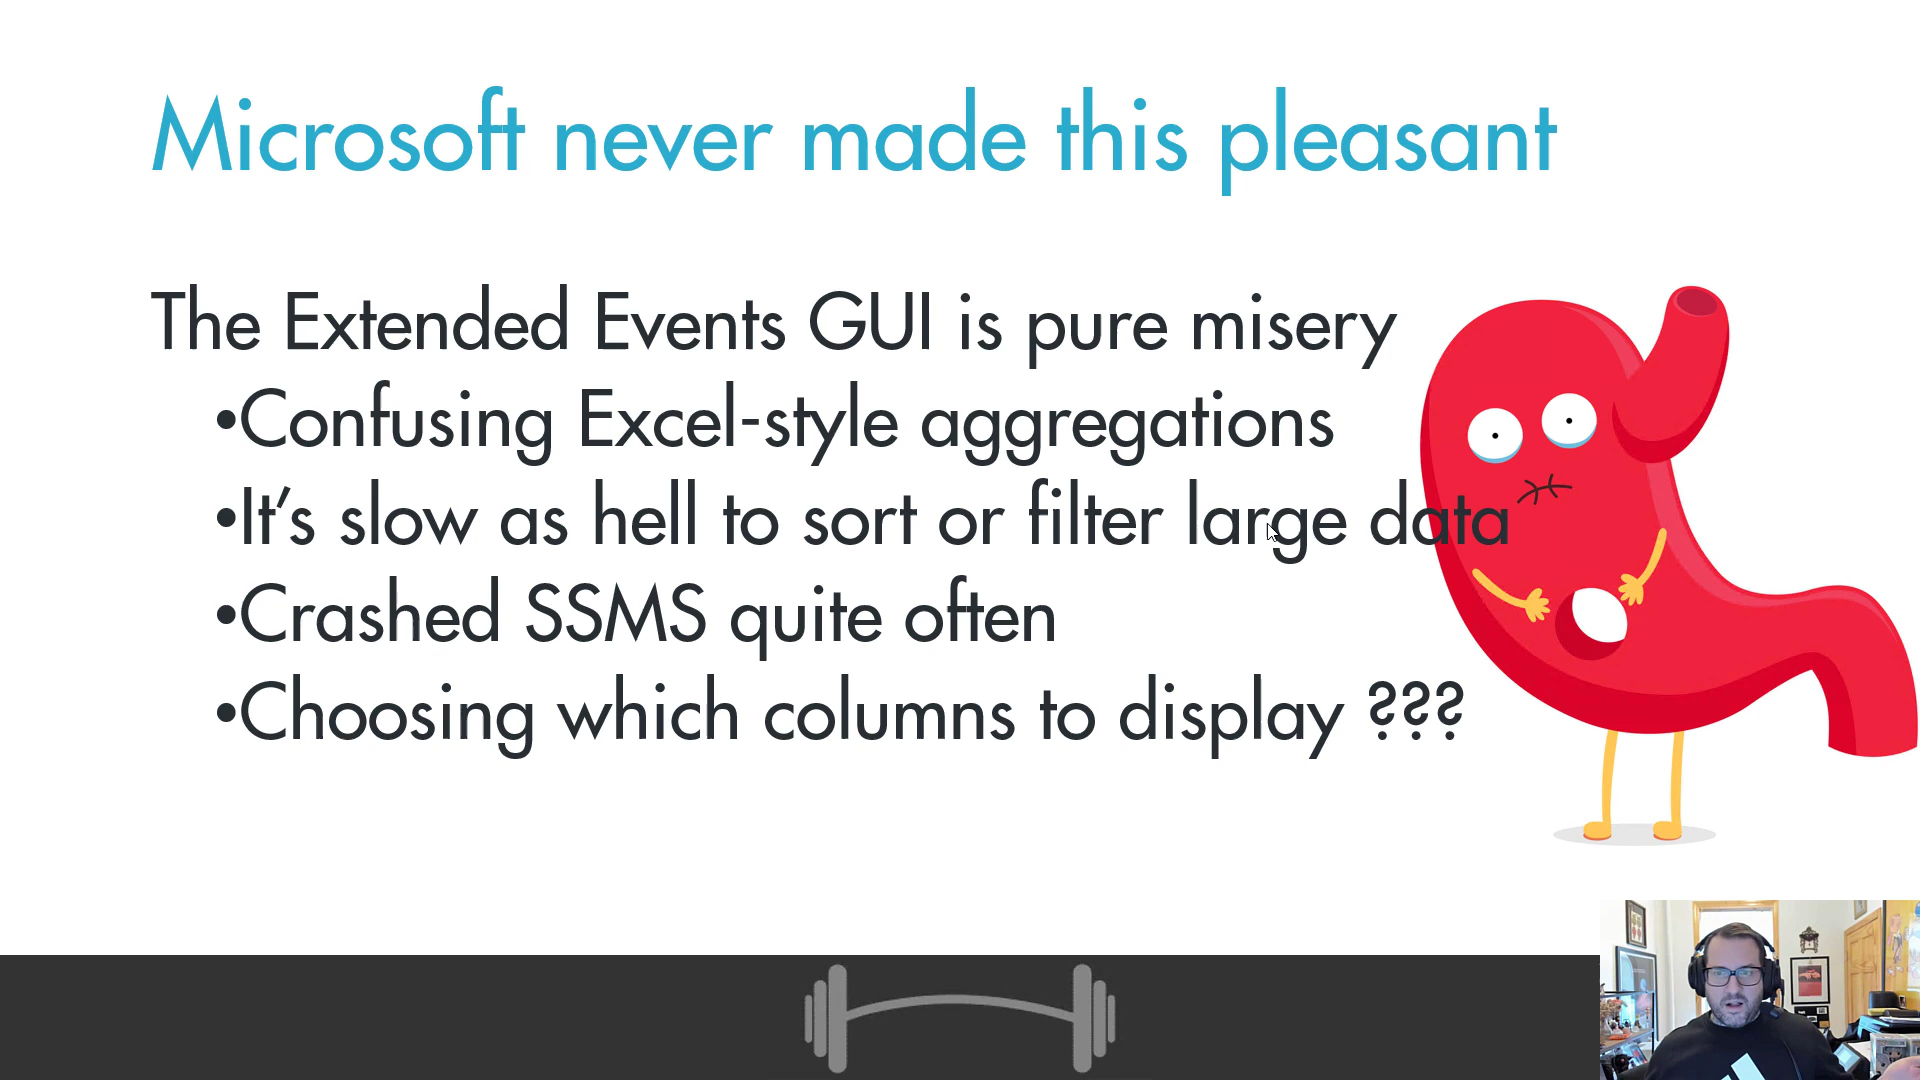 Microsoft never made this pleasant
The Extended Events GUI is pure misery
•Confusing Excel-style aggregations
•It’s slow as hell to sort or filter large data
•Crashed SSMS quite often
•Choosing which columns to display ???